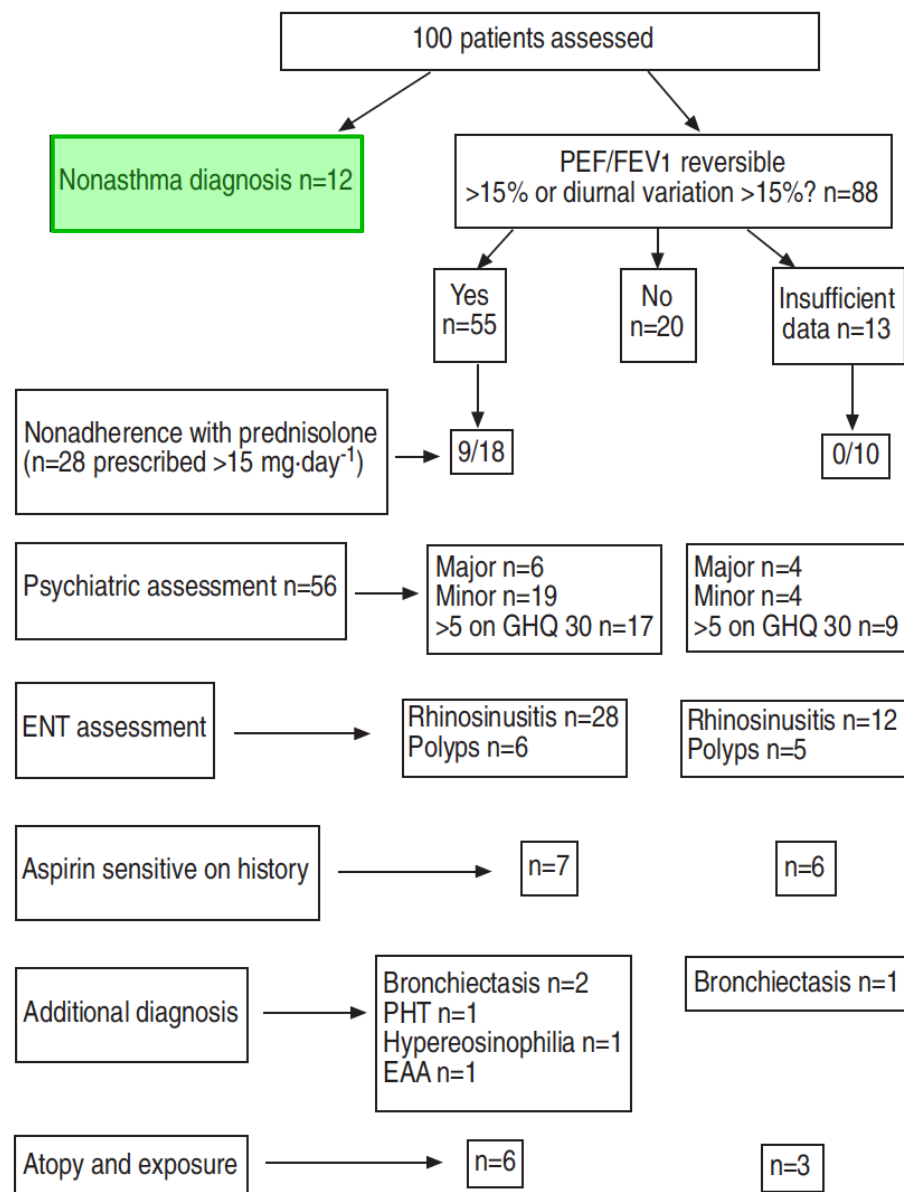 100 patients assessed
Nonasthma diagnosis n=12
PEF/FEV1 reversible
>15% or diurnal variation >15%? n=88
Yes
n=55
No
n=20
Insufficient
data n=13
Nonadherence with prednisolone
(n=28 prescribed >15 mg·day⁻¹)
9/18
0/10
Psychiatric assessment n=56
Major n=6
Minor n=19
>5 on GHQ 30 n=17
Major n=4
Minor n=4
>5 on GHQ 30 n=9
ENT assessment
Rhinosinusitis n=28
Polyps n=6
Rhinosinusitis n=12
Polyps n=5
Aspirin sensitive on history
n=7
n=6
Additional diagnosis
Bronchiectasis n=2
PHT n=1
Hypereosinophilia n=1
EAA n=1
Bronchiectasis n=1
Atopy and exposure
n=6
n=3